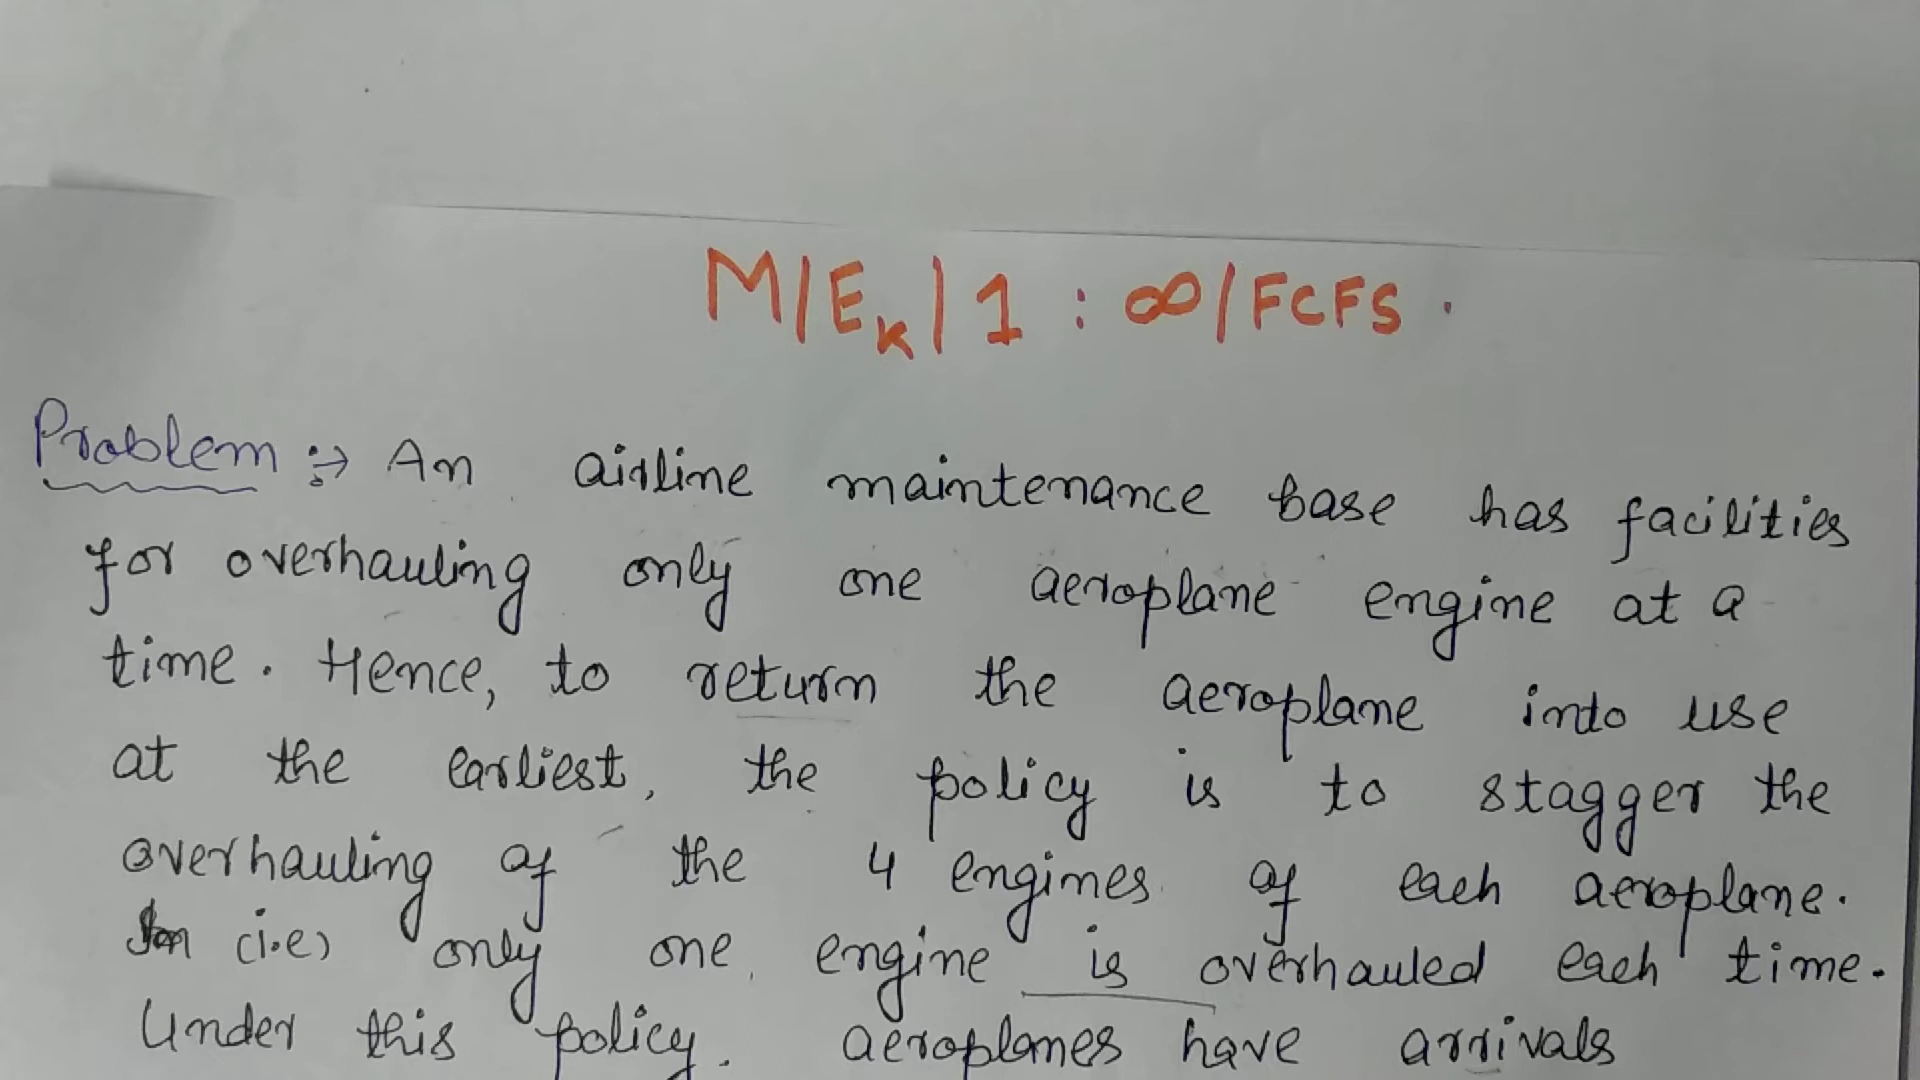 M/Ek/1 : ∞/FCFS.
Problem :→ An airline maintenance base has facilities
for overhauling only one aeroplane engine at a
time. Hence, to return the aeroplane into use
at the earliest, the policy is to stagger the
overhauling of the 4 engines of each aeroplane.
(i.e) only one engine is overhauled each time.
Under this policy, aeroplanes have arrivals